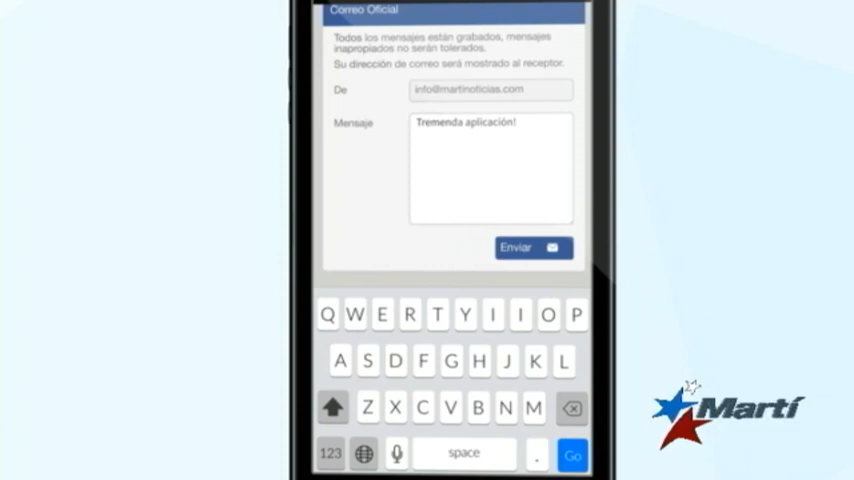 Correo Oficial
Todos los mensajes están grabados, mensajes
inapropiados no serán tolerados.
Su dirección de correo será mostrado al receptor.
De info@martinoticias.com
Mensaje Tremenda aplicación!
Enviar
Q W E R T Y I I O P
A S D F G H J K L
Z X C V B N M
123 space . Go
Martí